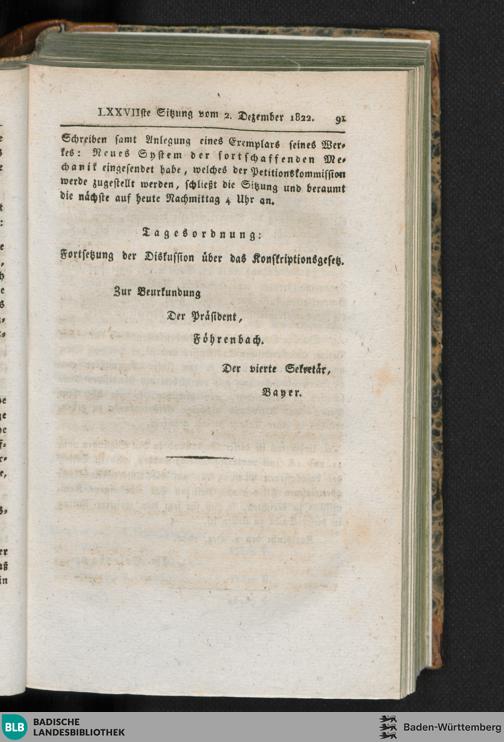 LXXVIIste Sitzung vom 2. Dezember 1822. 91
Schreiben samt Anlegung eines Exemplars seines Wer-
kes: Neues System der fortschaffenden Me-
chanik eingesendet habe, welches der Petitionskommission
werde zugestellt werden, schließt die Sitzung und beraumt
die nächste auf heute Nachmittag 4 Uhr an.
Tagesordnung:
Fortsetzung der Diskussion über das Konskriptionsgesetz.
Zur Beurkundung
Der Präsident,
Föhrenbach.
Der vierte Sekretär,
Bayer.
BLB BADISCHE
LANDESBIBLIOTHEK
Baden-Württemberg